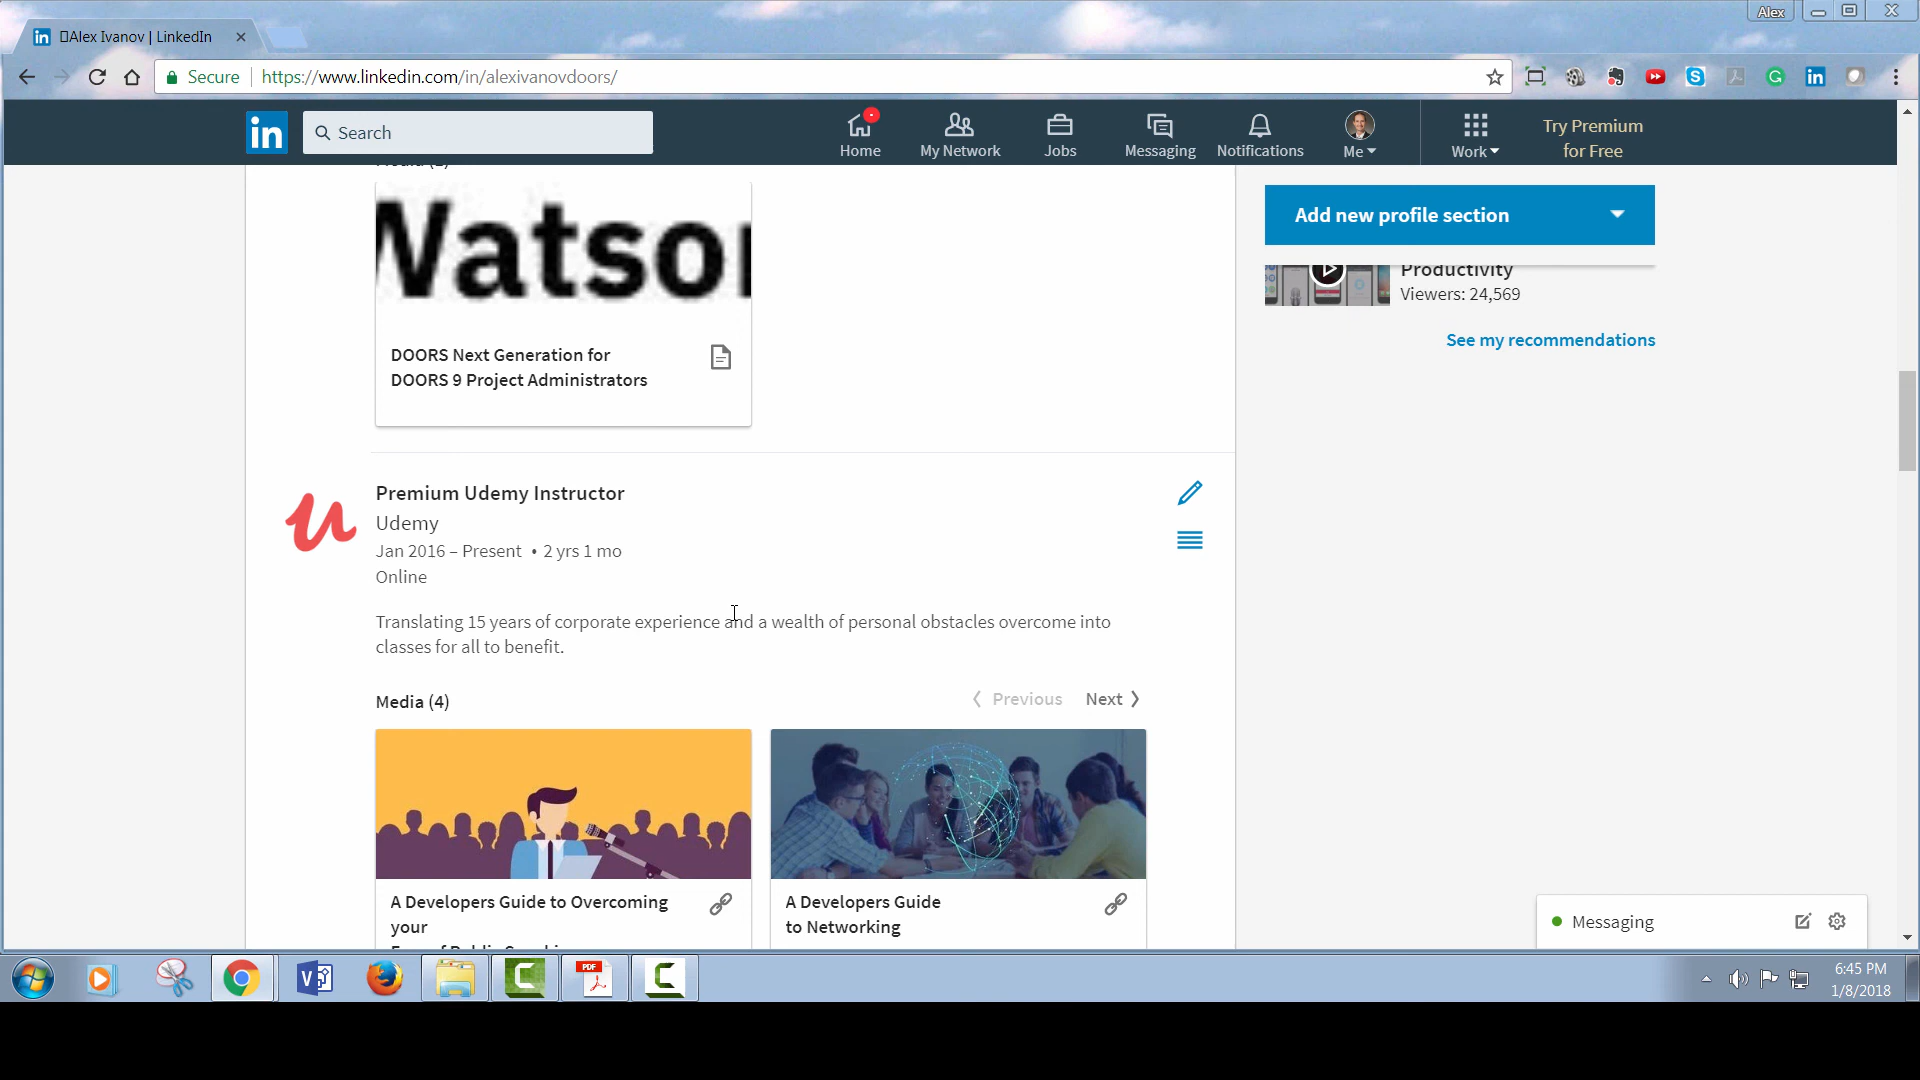 Alex
Alex Ivanov | LinkedIn
Secure
https://www.linkedin.com/in/alexivanovdoors/
in
Search
Home
My Network
Jobs
Messaging
Notifications
Me
Work
Try Premium
for Free
Watson
DOORS Next Generation for
DOORS 9 Project Administrators
Add new profile section
Productivity
Viewers: 24,569
See my recommendations
Premium Udemy Instructor
Udemy
Jan 2016 – Present • 2 yrs 1 mo
Online
Translating 15 years of corporate experience and a wealth of personal obstacles overcome into
classes for all to benefit.
Media (4)
Previous
Next
A Developers Guide to Overcoming
your
A Developers Guide
to Networking
Messaging
PDF
6:45 PM
1/8/2018